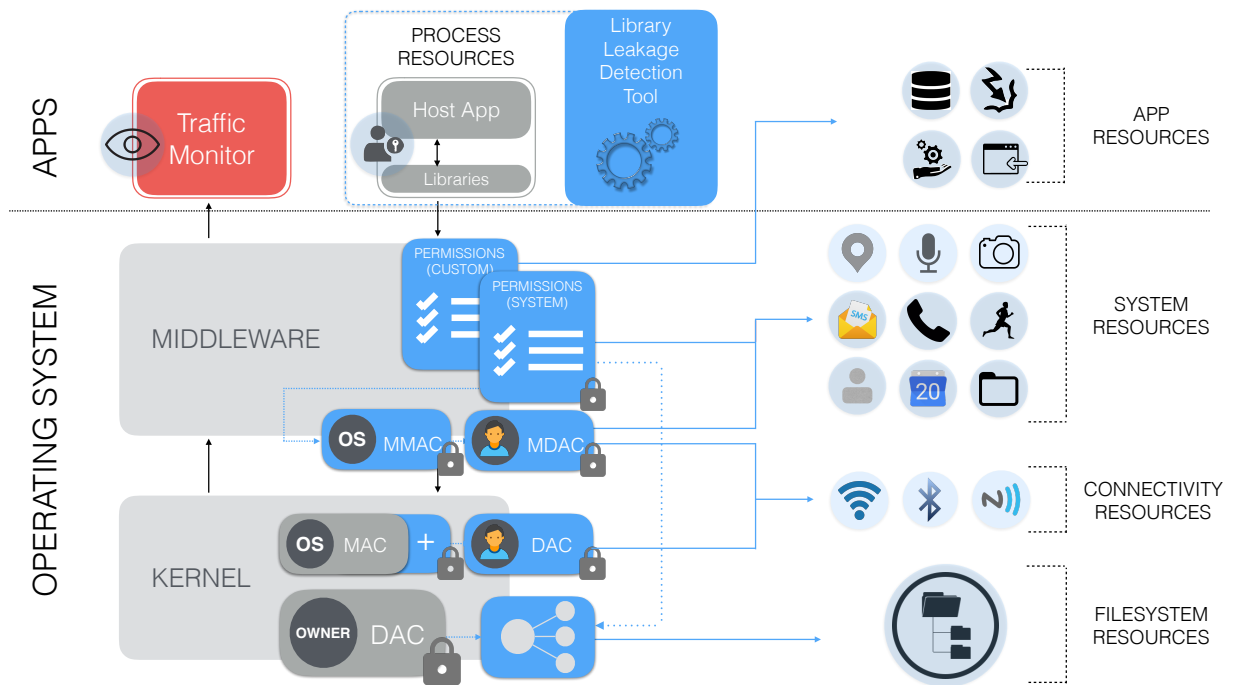 APPS
Traffic
Monitor
PROCESS
RESOURCES
Host App
Libraries
Library
Leakage
Detection
Tool
APP
RESOURCES
OPERATING SYSTEM
MIDDLEWARE
PERMISSIONS
(CUSTOM)
PERMISSIONS
(SYSTEM)
SMS
20
SYSTEM
RESOURCES
OS MMAC
MDAC
CONNECTIVITY
RESOURCES
KERNEL
OS MAC +
DAC
OWNER DAC
FILESYSTEM
RESOURCES